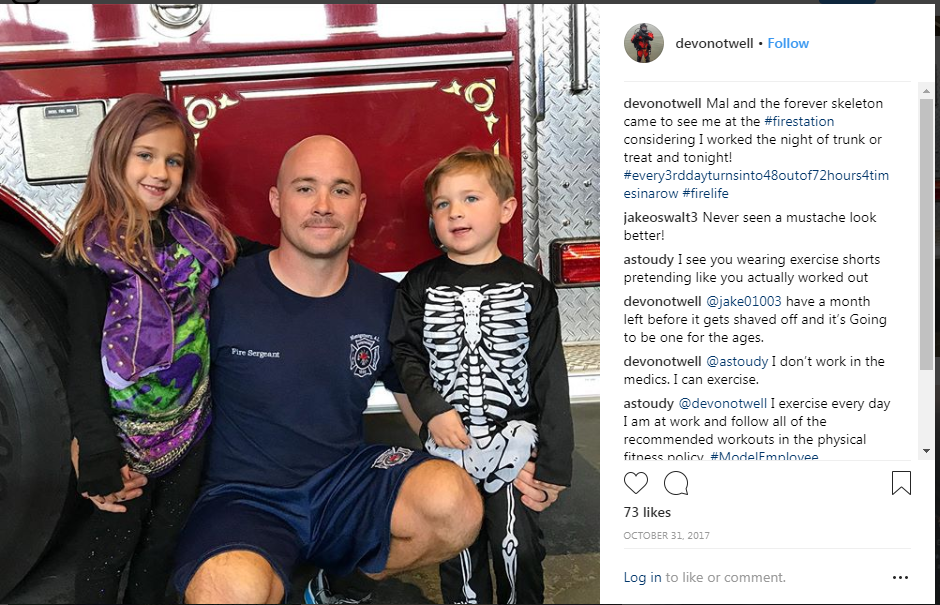 devonotwell • Follow
devonotwell Mal and the forever skeleton
came to see me at the #firestation
considering I worked the night of trunk or
treat and tonight!
#every3rddayturnsinto48outof72hours4tim
esinarow #firelife
jakeoswalt3 Never seen a mustache look
better!
astoudy I see you wearing exercise shorts
pretending like you actually worked out
devonotwell @jake01003 have a month
left before it gets shaved off and it's Going
to be one for the ages.
devonotwell @astoudy I don't work in the
medics. I can exercise.
astoudy @devonotwell I exercise every day
I am at work and follow all of the
recommended workouts in the physical
fitness policy. #ModelEmployee
73 likes
OCTOBER 31, 2017
Log in to like or comment.
Fire Sergeant